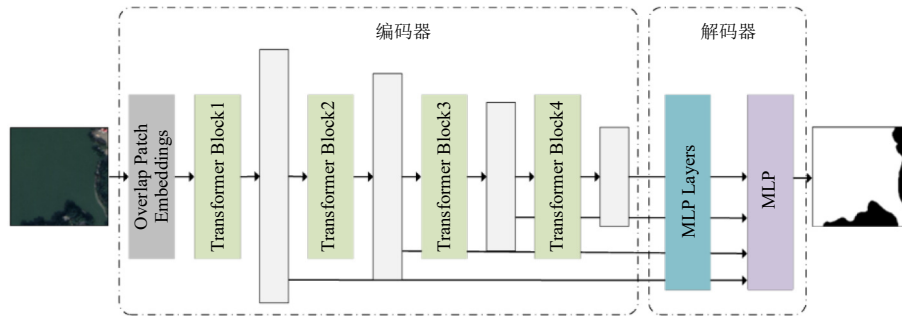 编码器
解码器
Overlap Patch
Embeddings
Transformer Block1
Transformer Block2
Transformer Block3
Transformer Block4
MLP Layers
MLP